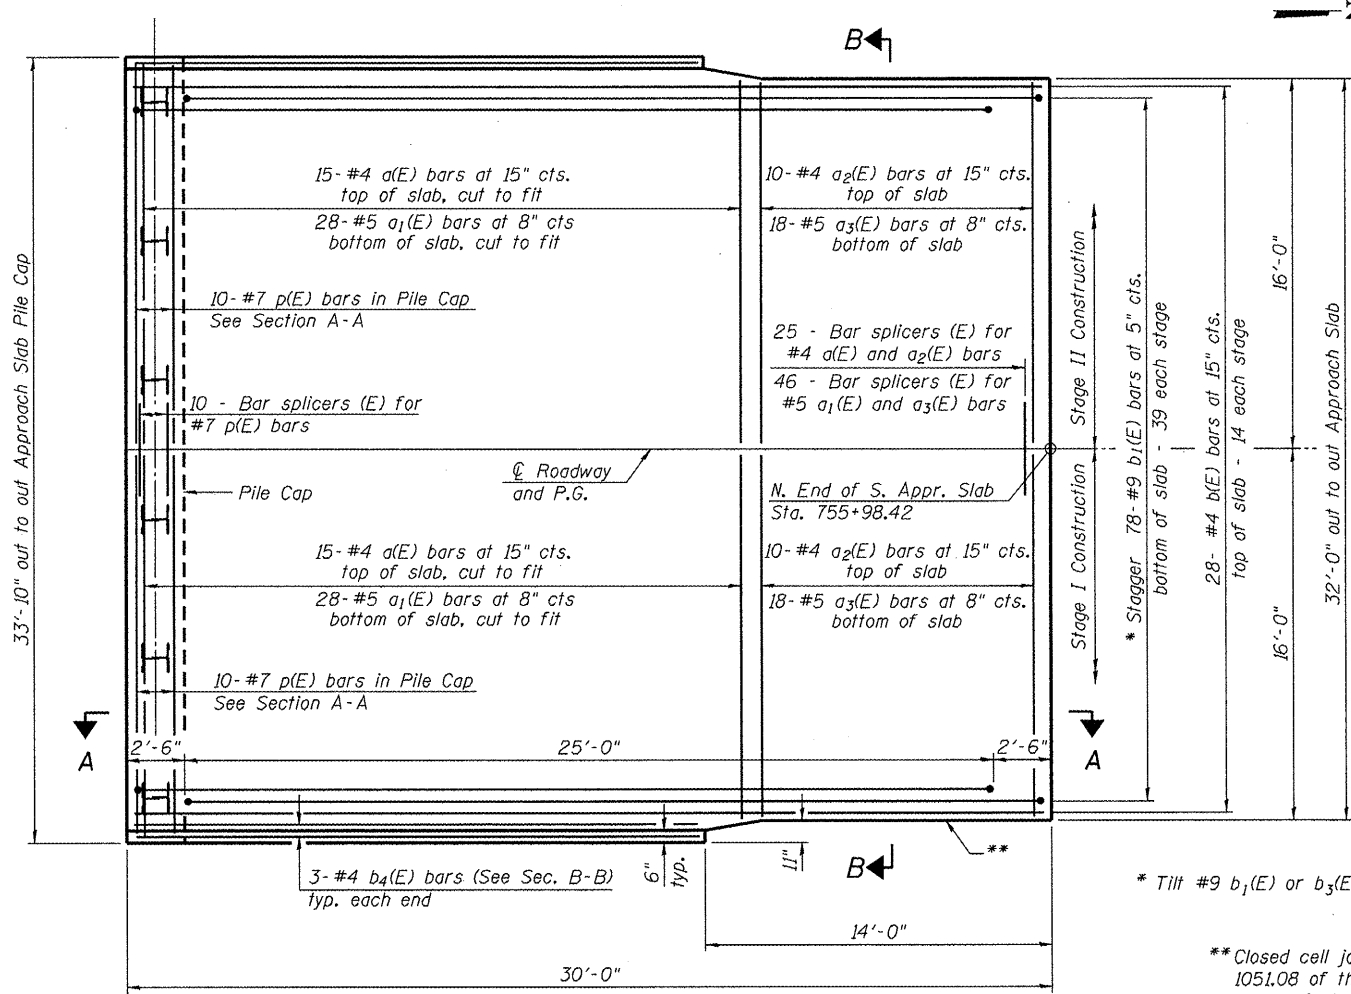 B
15-#4 a(E) bars at 15" cts.
top of slab, cut to fit
28-#5 a1(E) bars at 8" cts
bottom of slab, cut to fit
10-#4 a2(E) bars at 15" cts.
top of slab
18-#5 a3(E) bars at 8" cts.
bottom of slab
10-#7 p(E) bars in Pile Cap
See Section A-A
25 - Bar splicers (E) for
#4 a(E) and a2(E) bars
46 - Bar splicers (E) for
#5 a1(E) and a3(E) bars
10 - Bar splicers (E) for
#7 p(E) bars
Pile Cap
℄ Roadway
and P.G.
N. End of S. Appr. Slab
Sta. 755+98.42
15-#4 a(E) bars at 15" cts.
top of slab, cut to fit
28-#5 a1(E) bars at 8" cts
bottom of slab, cut to fit
10-#4 a2(E) bars at 15" cts.
top of slab
18-#5 a3(E) bars at 8" cts.
bottom of slab
10-#7 p(E) bars in Pile Cap
See Section A-A
33'-10" out to out Approach Slab Pile Cap
Stage II Construction
Stage I Construction
* Stagger 78-#9 b1(E) bars at 5" cts.
bottom of slab - 39 each stage
28- #4 b(E) bars at 15" cts.
top of slab - 14 each stage
16'-0"
16'-0"
32'-0" out to out Approach Slab
A
A
2'-6"
25'-0"
2'-6"
3-#4 b4(E) bars (See Sec. B-B)
typ. each end
6"
typ.
11"
B
**
14'-0"
30'-0"
* Tilt #9 b1(E) or b3(E
** Closed cell jo
1051.08 of th